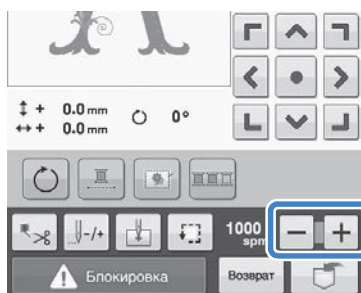 ↕ + 0.0 mm 0°
↔ + 0.0 mm
-/+
1000 spm − +
Блокировка Возврат